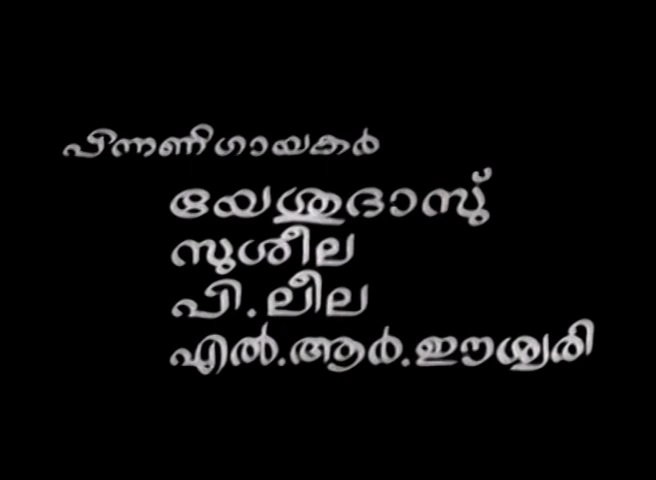 പിന്നണിഗായകർ
യേശുദാസു്
സുശീല
പി.ലീല
എൽ.ആർ.ഈശ്വരി